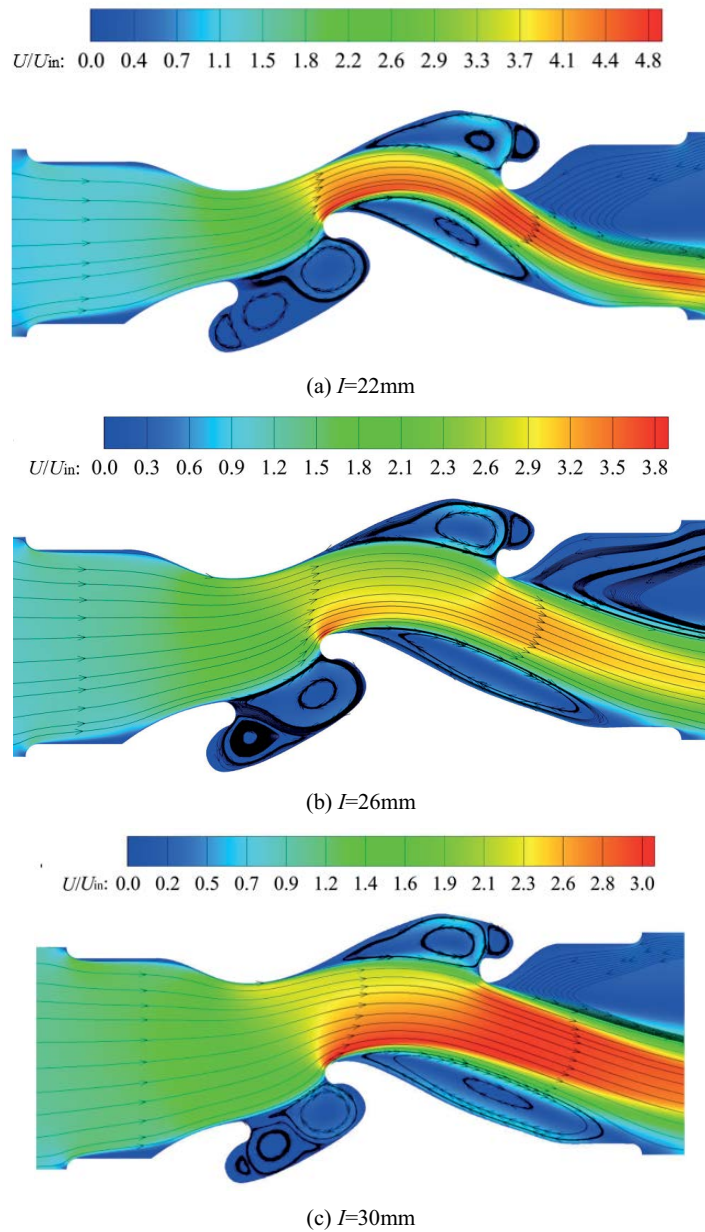 U/Uin: 0.0 0.4 0.7 1.1 1.5 1.8 2.2 2.6 2.9 3.3 3.7 4.1 4.4 4.8
(a) I=22mm
U/Uin: 0.0 0.3 0.6 0.9 1.2 1.5 1.8 2.1 2.3 2.6 2.9 3.2 3.5 3.8
(b) I=26mm
U/Uin: 0.0 0.2 0.5 0.7 0.9 1.2 1.4 1.6 1.9 2.1 2.3 2.6 2.8 3.0
(c) I=30mm